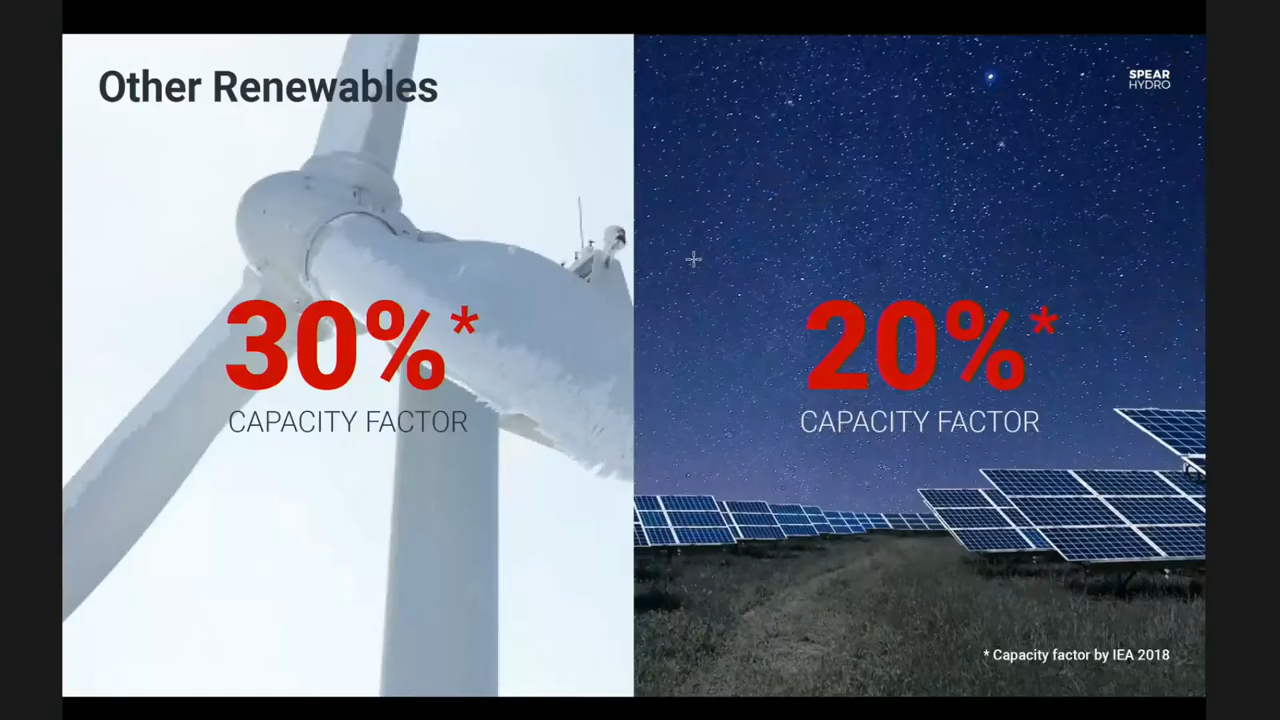 Other Renewables
SPEAR
HYDRO
30%*
CAPACITY FACTOR
20%*
CAPACITY FACTOR
* Capacity factor by IEA 2018